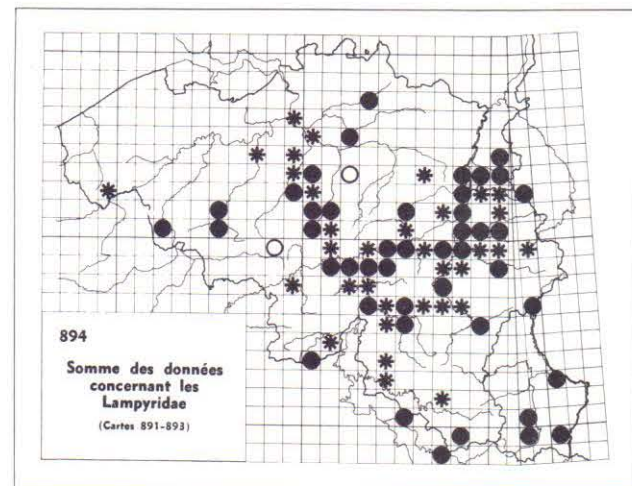 894
Somme des données
concernant les
Lampyridae
(Cartes 891-893)